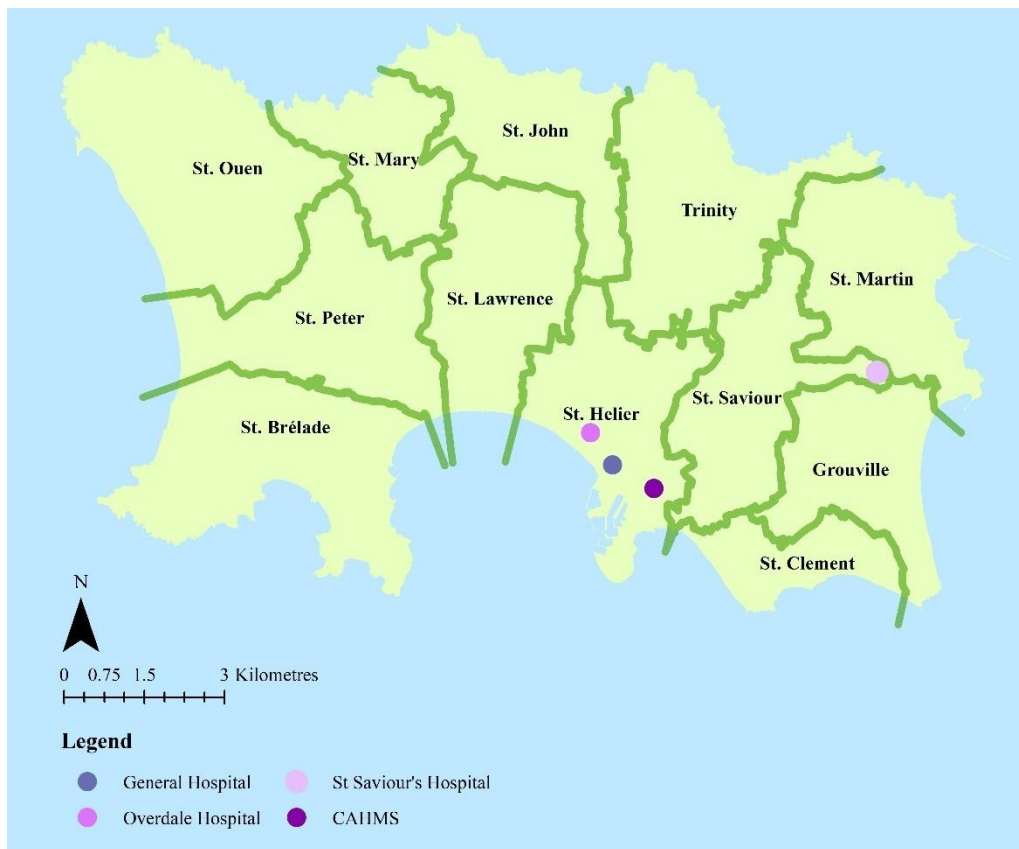 St. John
St. Mary
St. Ouen
Trinity
St. Martin
St. Lawrence
St. Peter
St. Saviour
St. Helier
St. Brélade
Grouville
St. Clement
N
0 0.75 1.5 3 Kilometres
Legend
General Hospital
St Saviour's Hospital
Overdale Hospital
CAHMS